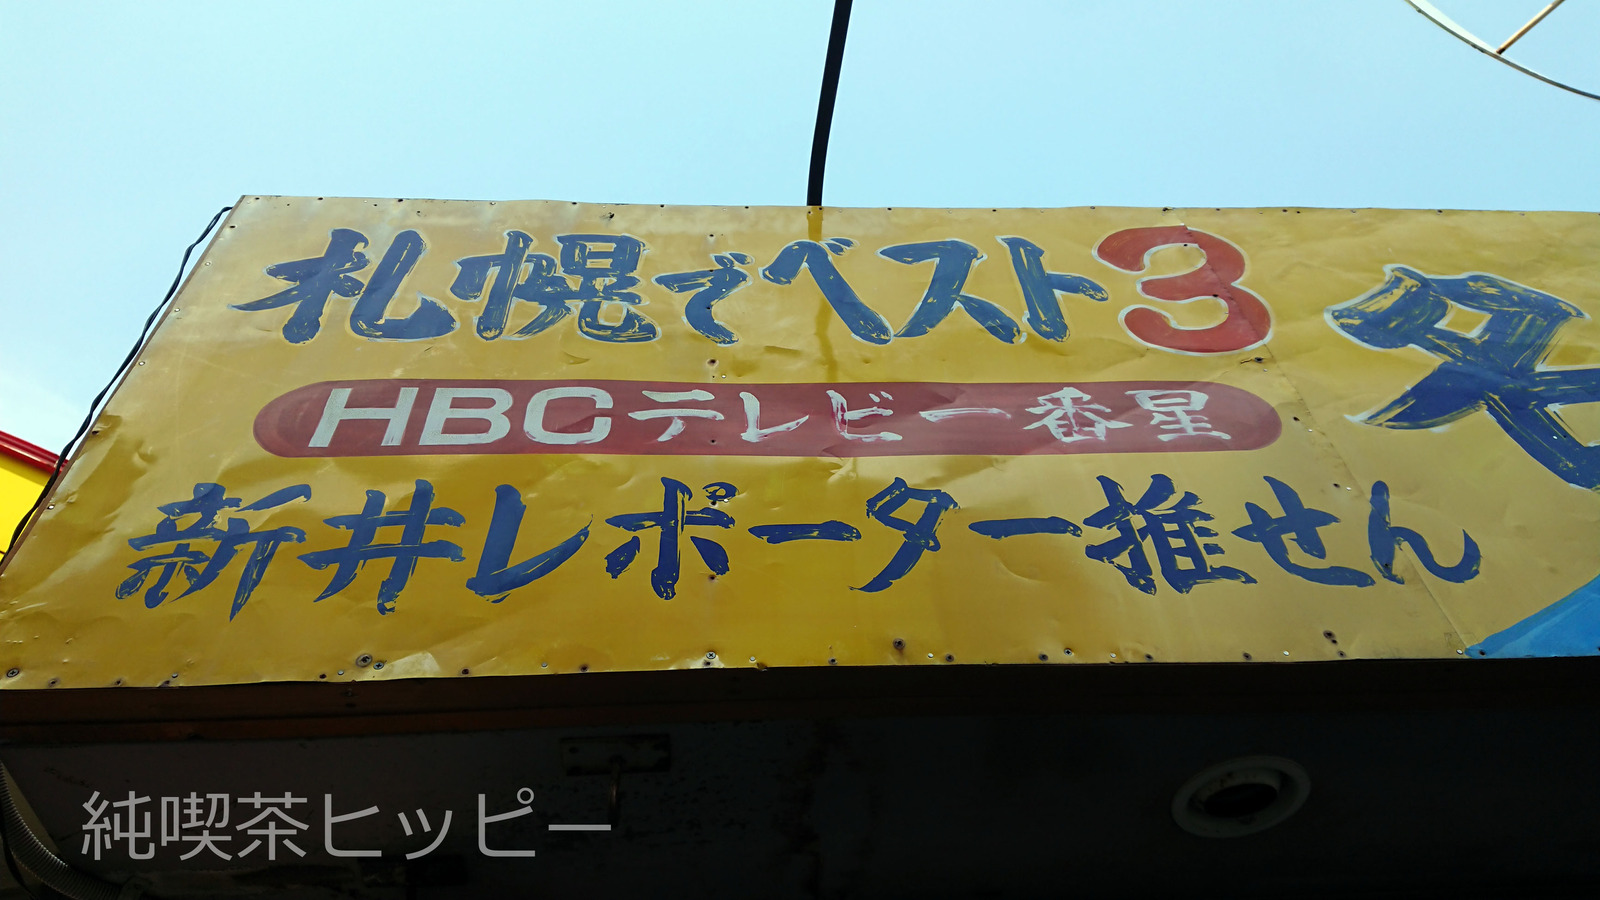 札幌でベスト3
HBCテレビ一番星
新井レポーター推せん
純喫茶ヒッピー